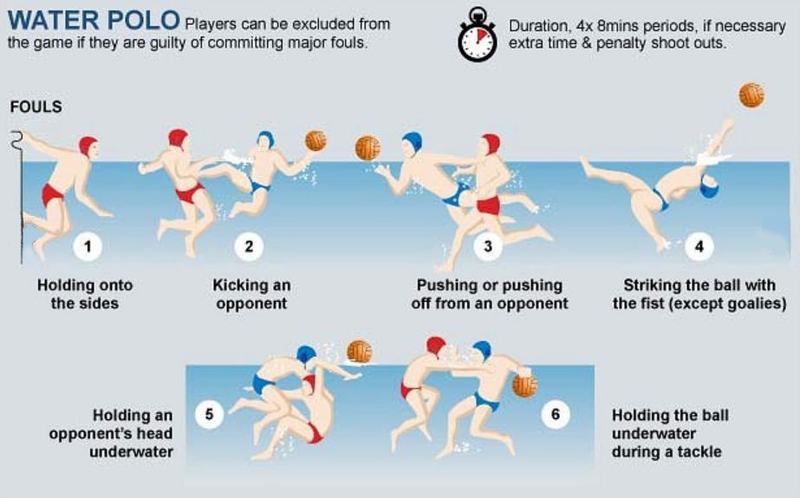 WATER POLO Players can be excluded from
the game if they are guilty of committing major fouls.
Duration, 4x 8mins periods, if necessary
extra time & penalty shoot outs.
FOULS
1
Holding onto
the sides
2
Kicking an
opponent
3
Pushing or pushing
off from an opponent
4
Striking the ball with
the fist (except goalies)
5
Holding an
opponent's head
underwater
6
Holding the ball
underwater
during a tackle